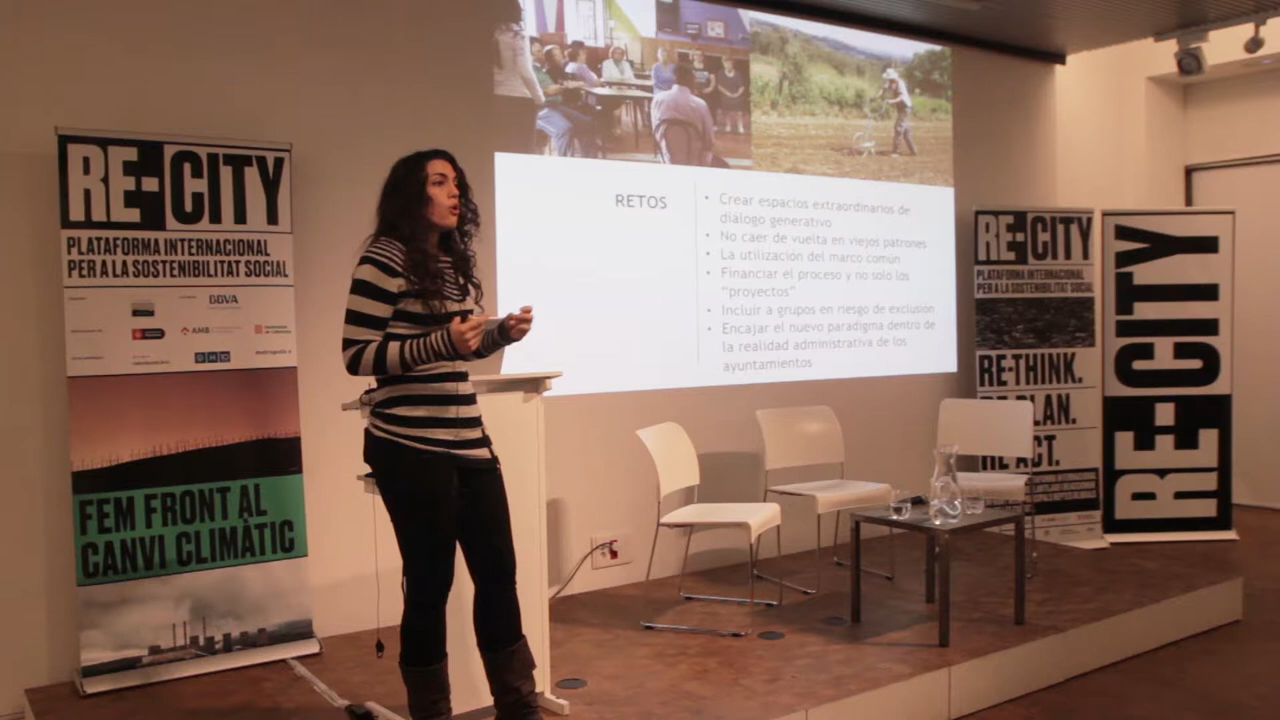 RE-CITY
PLATAFORMA INTERNACIONAL
PER A LA SOSTENIBILITAT SOCIAL
BBVA
AMB
metropolis
FEM FRONT AL
CANVI CLIMÀTIC
RETOS
• Crear espacios extraordinarios de
diálogo generativo
• No caer de vuelta en viejos patrones
• La utilización del marco común
• Financiar el proceso y no solo los
"proyectos"
• Incluir a grupos en riesgo de exclusión
• Encajar el nuevo paradigma dentro de
la realidad administrativa de los
ayuntamientos
RE-CITY
PLATAFORMA INTERNACIONAL
PER A LA SOSTENIBILITAT SOCIAL
RE-THINK.
PLAN.
ACT.
RE-CITY